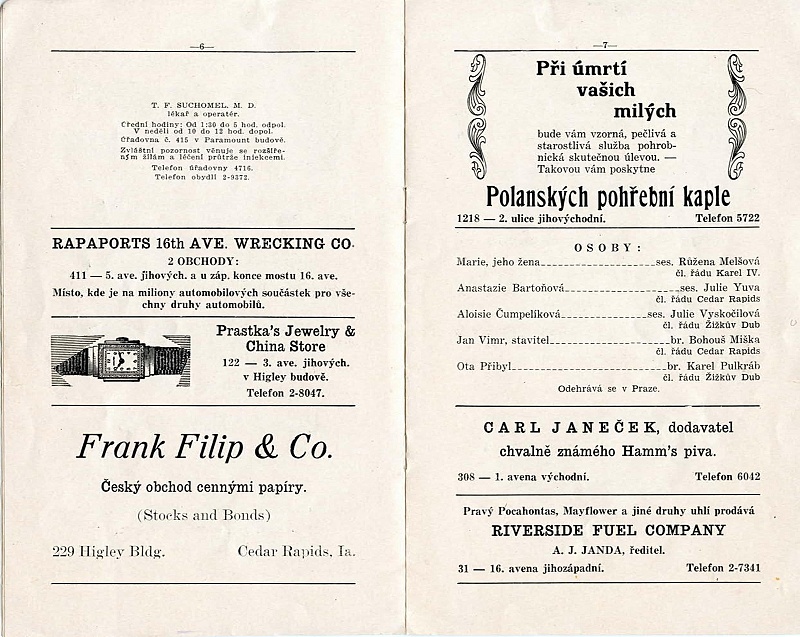 —6—
T. F. SUCHOMEL, M. D.
lékař a operatér.
Úřední hodiny: Od 1:30 do 5 hod. odpol.
V neděli od 10 do 12 hod. dopol.
Úřadovna č. 415 v Paramount budově.
Zvláštní pozornost věnuje se rozšíře-
ným žilám a léčení průtrže injekcemi.
Telefon úřadovny 4716.
Telefon obydlí 2-9372.
RAPAPORTS 16th AVE. WRECKING CO.
2 OBCHODY:
411 — 5. ave. jihových. a u záp. konce mostu 16. ave.
Místo, kde je na miliony automobilových součástek pro vše-
chny druhy automobilů.
Prastka's Jewelry &
China Store
122 — 3. ave. jihových.
v Higley budově.
Telefon 2-8047.
Frank Filip & Co.
Český obchod cennými papíry.
(Stocks and Bonds)
229 Higley Bldg. Cedar Rapids, Ia.
—7—
Při úmrtí
vašich
milých
bude vám vzorná, pečlivá a
starostlivá služba pohrob-
nická skutečnou úlevou. —
Takovou vám poskytne
Polanských pohřební kaple
1218 — 2. ulice jihovýchodní. Telefon 5722
OSOBY:
Marie, jeho žena ses. Růžena Melšová
čl. řádu Karel IV.
Anastazie Bartoňová ses. Julie Yuva
čl. řádu Cedar Rapids
Aloisie Čumpelíková ses. Julie Vyskočilová
čl. řádu Žižkův Dub
Jan Vimr, stavitel br. Bohouš Miška
čl. řádu Cedar Rapids
Ota Přibyl br. Karel Pulkráb
čl. řádu Žižkův Dub
Odehrává se v Praze.
CARL JANEČEK, dodavatel
chvalně známého Hamm's piva.
308 — 1. avena východní. Telefon 6042
Pravý Pocahontas, Mayflower a jiné druhy uhlí prodává
RIVERSIDE FUEL COMPANY
A. J. JANDA, ředitel.
31 — 16. avena jihozápadní. Telefon 2-7341